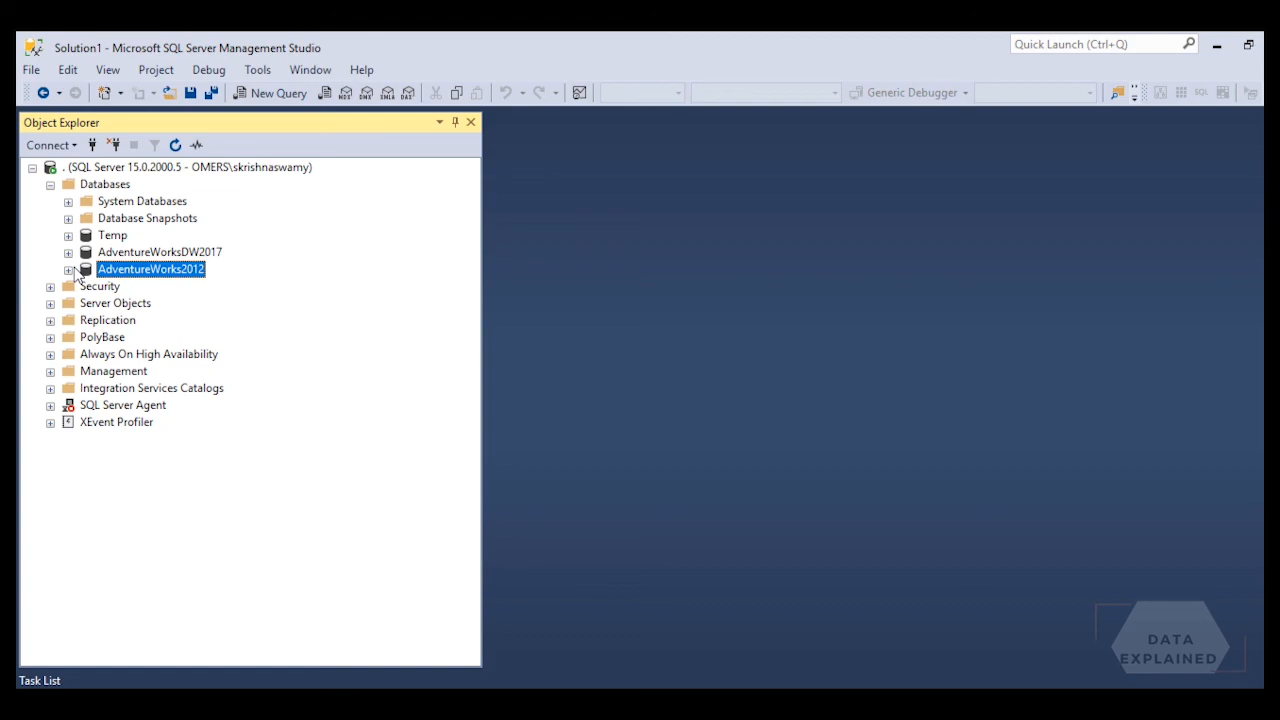 Solution1 - Microsoft SQL Server Management Studio
Quick Launch (Ctrl+Q)
File Edit View Project Debug Tools Window Help
New Query
Generic Debugger
Object Explorer
Connect
. (SQL Server 15.0.2000.5 - OMERS\skrishnaswamy)
Databases
System Databases
Database Snapshots
Temp
AdventureWorksDW2017
AdventureWorks2012
Security
Server Objects
Replication
PolyBase
Always On High Availability
Management
Integration Services Catalogs
SQL Server Agent
XEvent Profiler
DATA
EXPLAINED
Task List